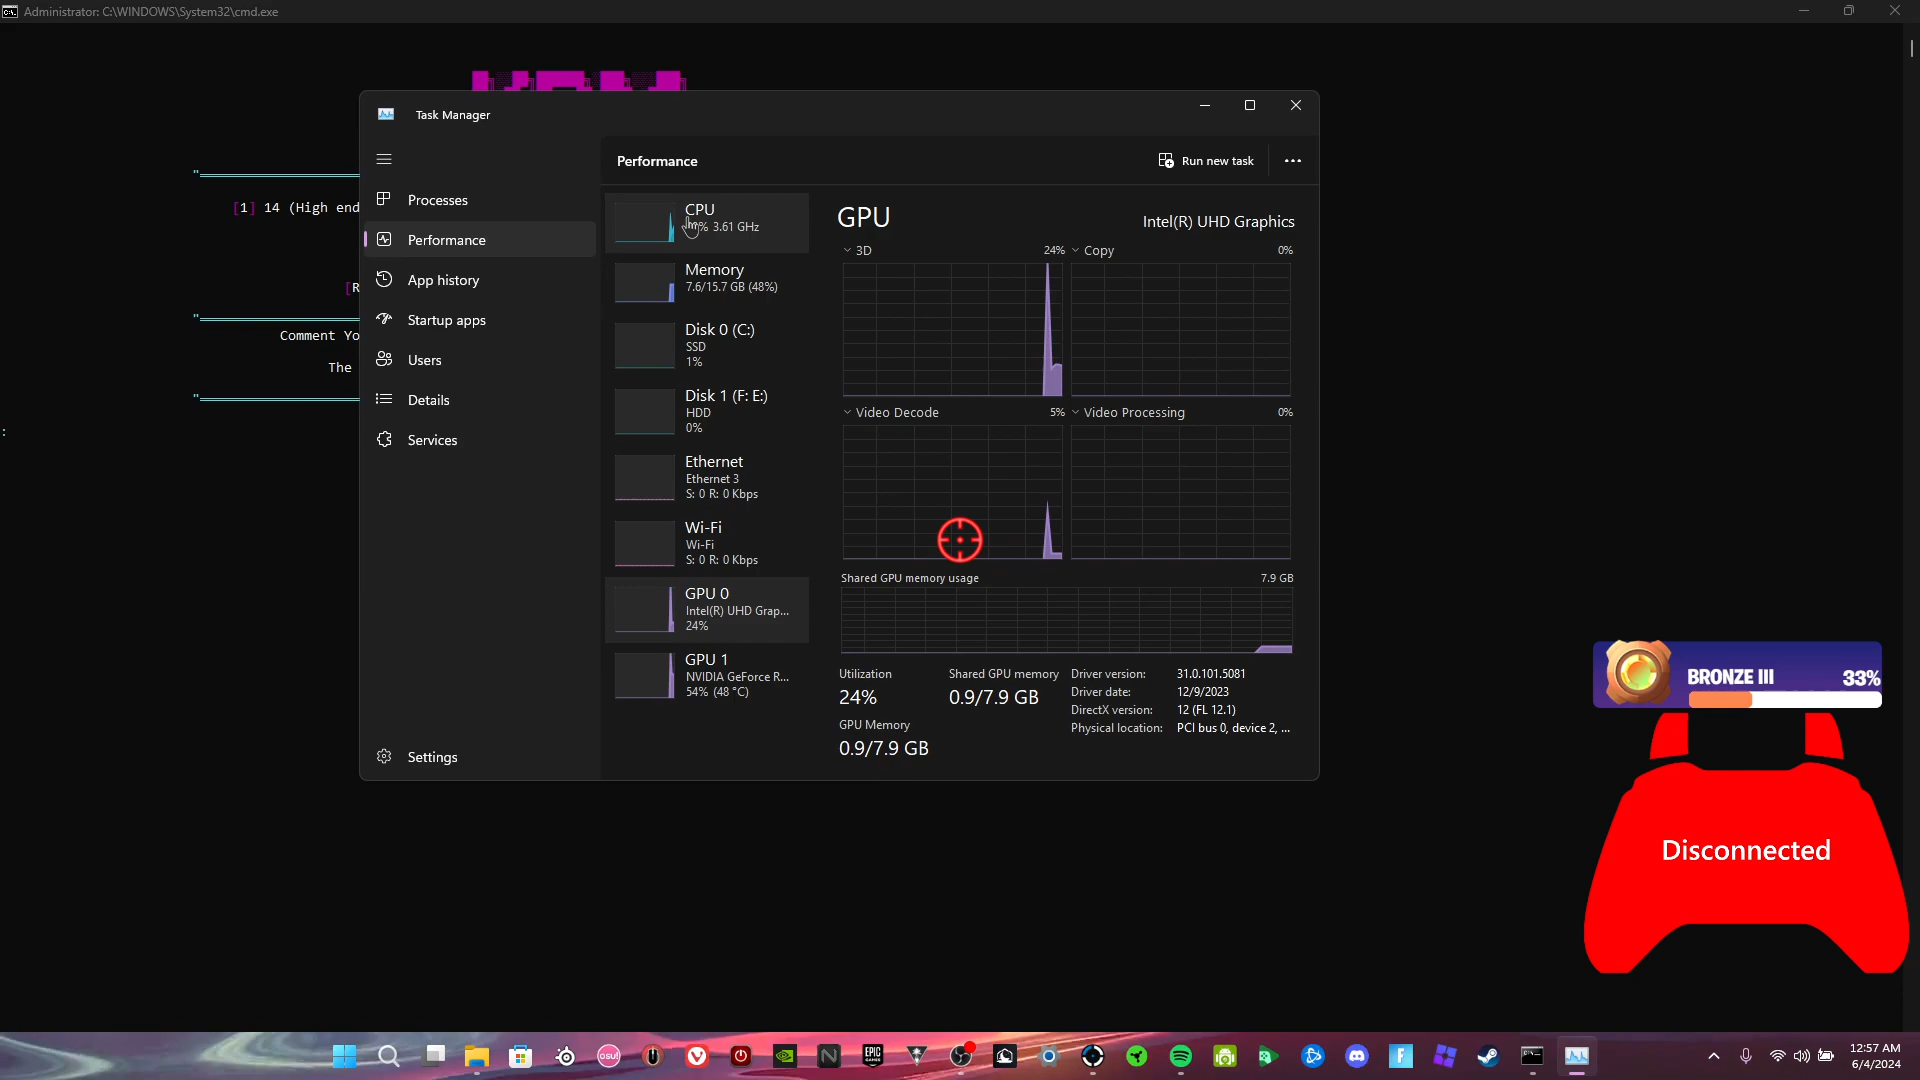 Administrator: C:\WINDOWS\System32\cmd.exe
Task Manager
Performance
Run new task
[1] 14 (High end
[R
Comment Yo
The
:
Processes
Performance
App history
Startup apps
Users
Details
Services
Settings
CPU
% 3.61 GHz
Memory
7.6/15.7 GB (48%)
Disk 0 (C:)
SSD
1%
Disk 1 (F: E:)
HDD
0%
Ethernet
Ethernet 3
S: 0 R: 0 Kbps
Wi-Fi
Wi-Fi
S: 0 R: 0 Kbps
GPU 0
Intel(R) UHD Grap...
24%
GPU 1
NVIDIA GeForce R...
54% (48 °C)
GPU
Intel(R) UHD Graphics
3D 24%
Copy 0%
Video Decode 5%
Video Processing 0%
Shared GPU memory usage 7.9 GB
Utilization
24%
Shared GPU memory
0.9/7.9 GB
GPU Memory
0.9/7.9 GB
Driver version: 31.0.101.5081
Driver date: 12/9/2023
DirectX version: 12 (FL 12.1)
Physical location: PCI bus 0, device 2, ...
BRONZE III 33%
Disconnected
osu!
EPIC
GAMES
12:57 AM
6/4/2024